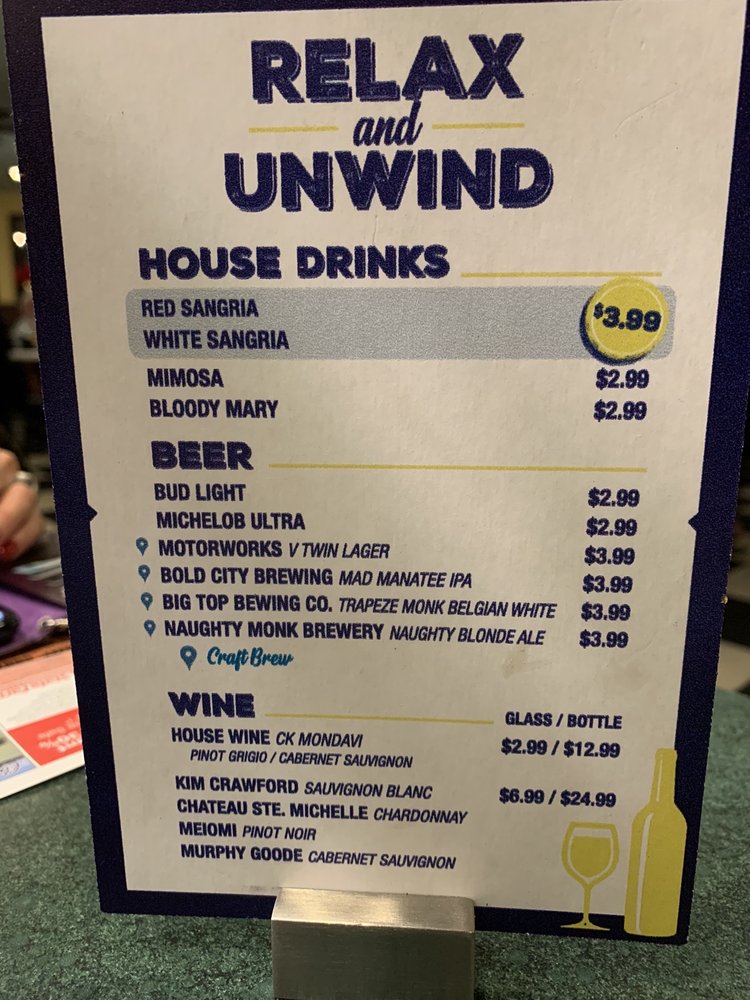 RELAX
and
UNWIND
HOUSE DRINKS
RED SANGRIA
WHITE SANGRIA
$3.99
MIMOSA $2.99
BLOODY MARY $2.99
BEER
BUD LIGHT $2.99
MICHELOB ULTRA $2.99
MOTORWORKS V TWIN LAGER $3.99
BOLD CITY BREWING MAD MANATEE IPA $3.99
BIG TOP BEWING CO. TRAPEZE MONK BELGIAN WHITE $3.99
NAUGHTY MONK BREWERY NAUGHTY BLONDE ALE $3.99
Craft Brew
WINE GLASS / BOTTLE
HOUSE WINE CK MONDAVI $2.99 / $12.99
PINOT GRIGIO / CABERNET SAUVIGNON
KIM CRAWFORD SAUVIGNON BLANC $6.99 / $24.99
CHATEAU STE. MICHELLE CHARDONNAY
MEIOMI PINOT NOIR
MURPHY GOODE CABERNET SAUVIGNON